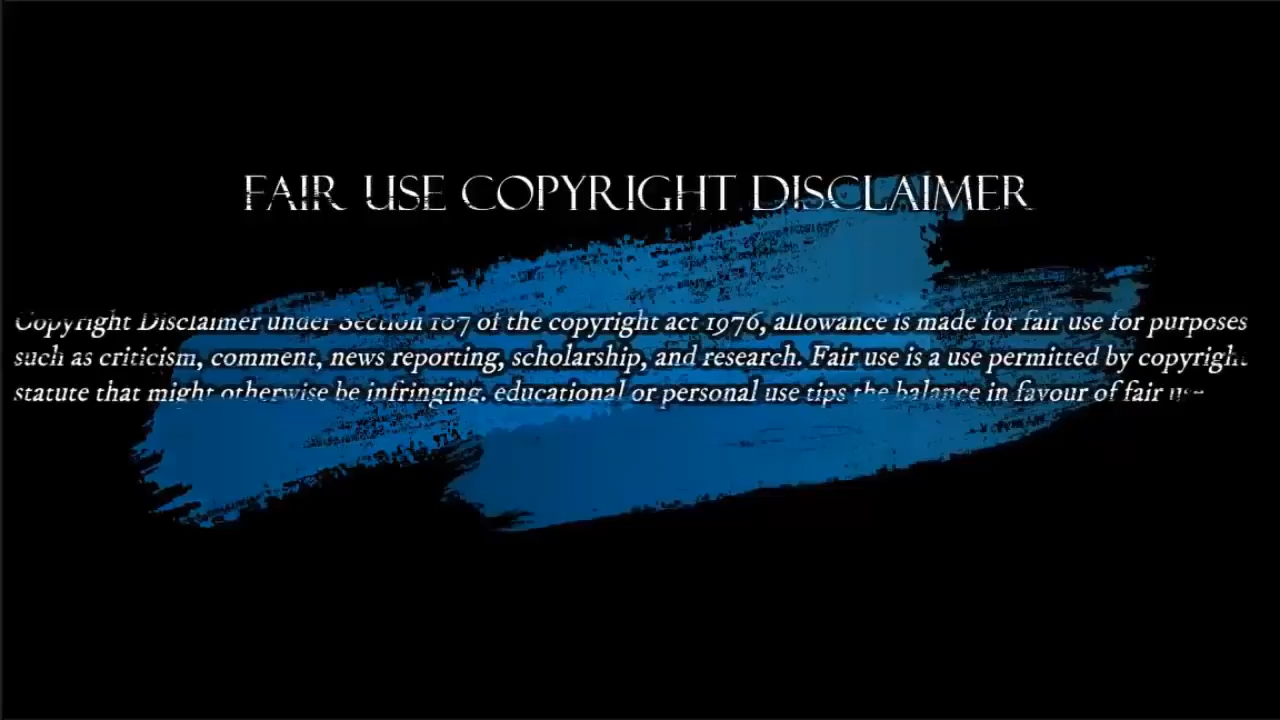 FAIR USE COPYRIGHT DISCLAIMER
Copyright Disclaimer under Section 107 of the copyright act 1976, allowance is made for fair use for purposes
such as criticism, comment, news reporting, scholarship, and research. Fair use is a use permitted by copyright
statute that might otherwise be infringing. educational or personal use tips the balance in favour of fair use